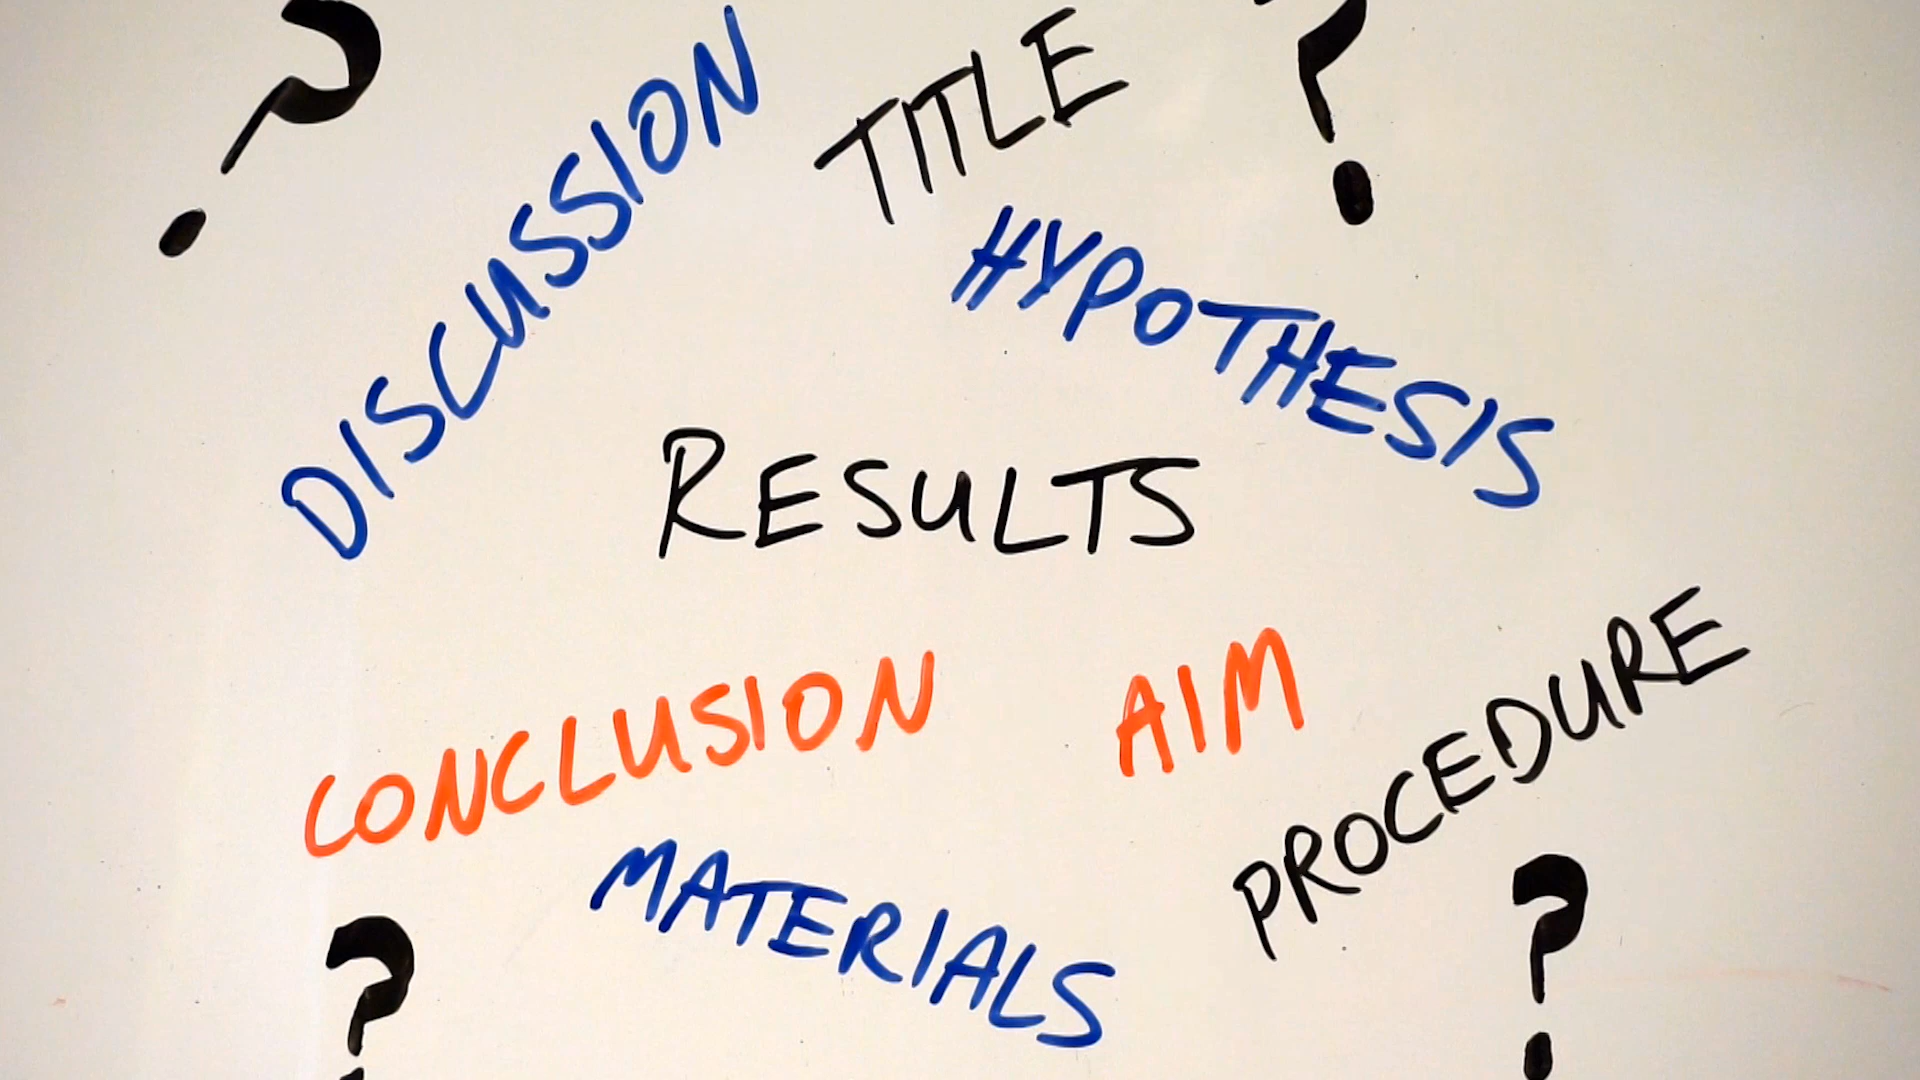 ?
DISCUSSION
TITLE
?
HYPOTHESIS
RESULTS
CONCLUSION
AIM
PROCEDURE
MATERIALS
?
?